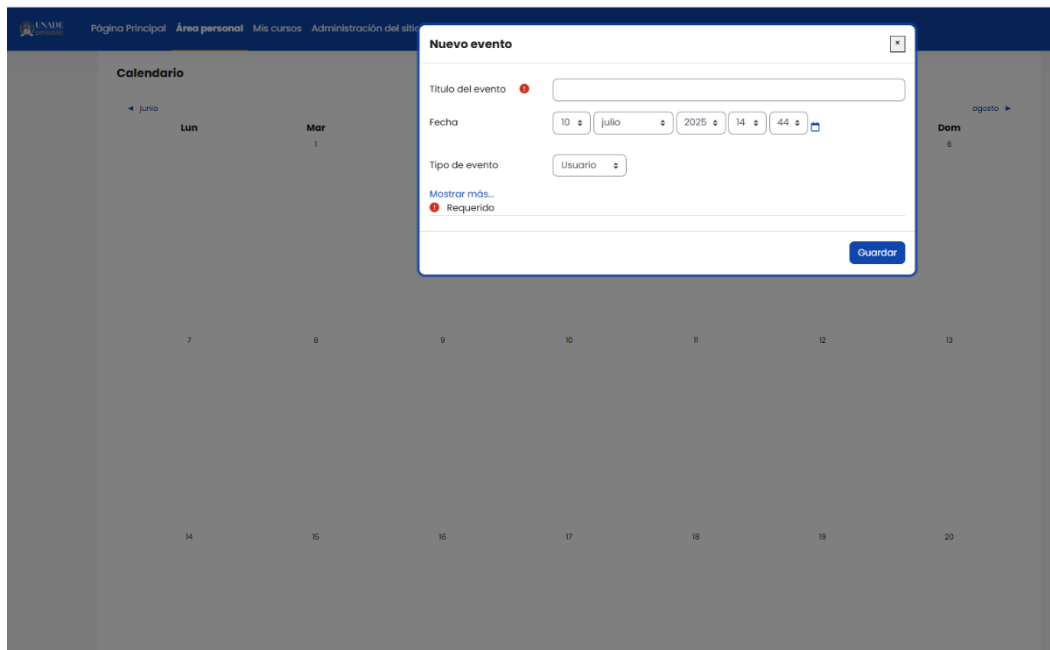 UNADE
Página Principal Área personal Mis cursos Administración del sitio
Nuevo evento
Calendario
Título del evento
junio
agosto
Fecha 10 julio 2025 14 44
Lun Mar Dom
1 6
Tipo de evento Usuario
Mostrar más...
Requerido
Guardar
7 8 9 10 11 12 13
14 15 16 17 18 19 20